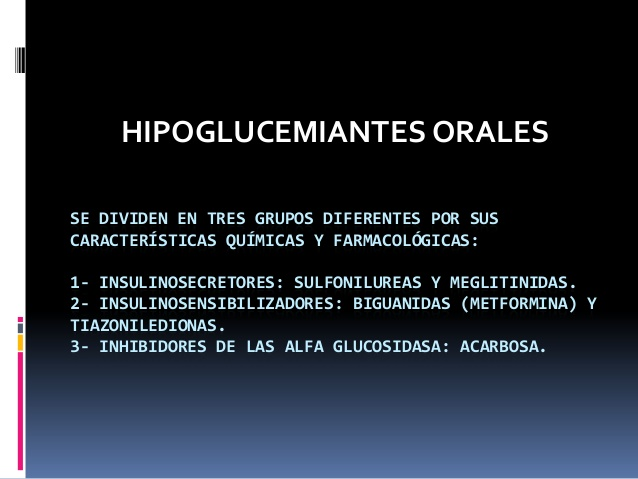 HIPOGLUCEMIANTES ORALES
SE DIVIDEN EN TRES GRUPOS DIFERENTES POR SUS
CARACTERÍSTICAS QUÍMICAS Y FARMACOLÓGICAS:
1- INSULINOSECRETORES: SULFONILUREAS Y MEGLITINIDAS.
2- INSULINOSENSIBILIZADORES: BIGUANIDAS (METFORMINA) Y
TIAZONILEDIONAS.
3- INHIBIDORES DE LAS ALFA GLUCOSIDASA: ACARBOSA.